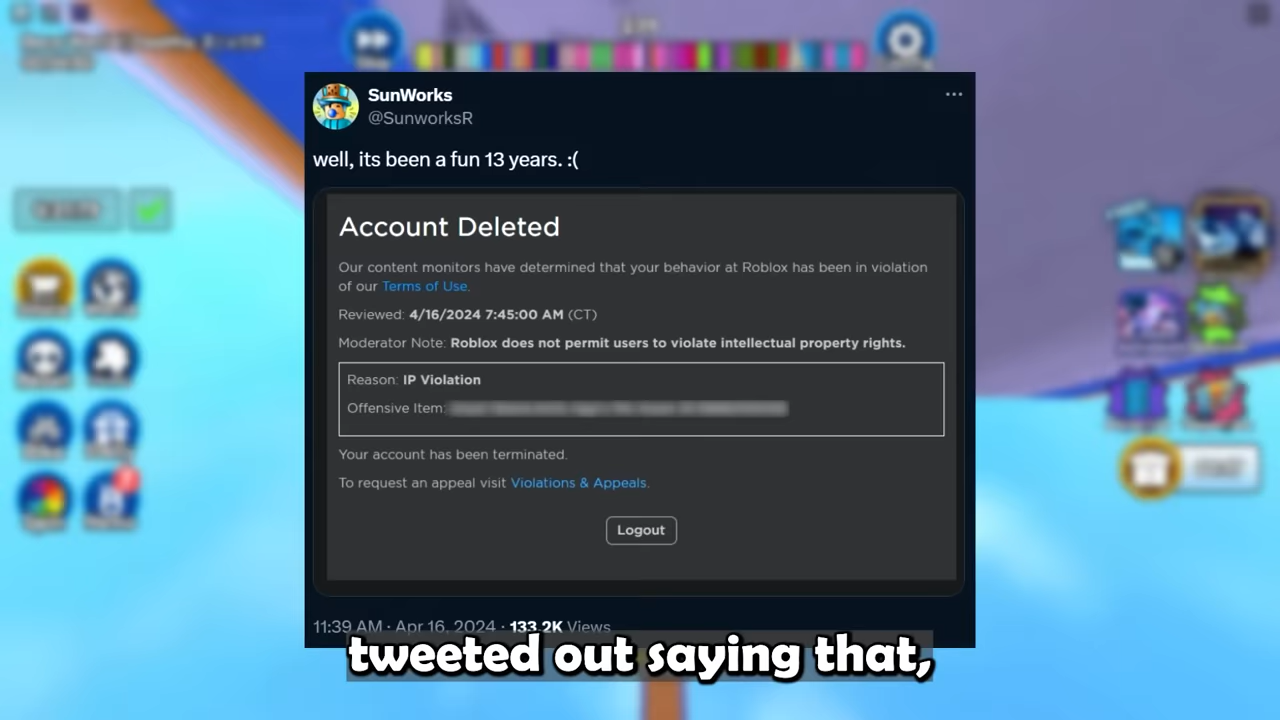 SunWorks
@SunworksR
well, its been a fun 13 years. :(
Account Deleted
Our content monitors have determined that your behavior at Roblox has been in violation
of our Terms of Use.
Reviewed: 4/16/2024 7:45:00 AM (CT)
Moderator Note: Roblox does not permit users to violate intellectual property rights.
Reason: IP Violation
Offensive Item:
Your account has been terminated.
To request an appeal visit Violations & Appeals.
Logout
11:39 AM · Apr 16, 2024 · 133.2K Views
tweeted out saying that,